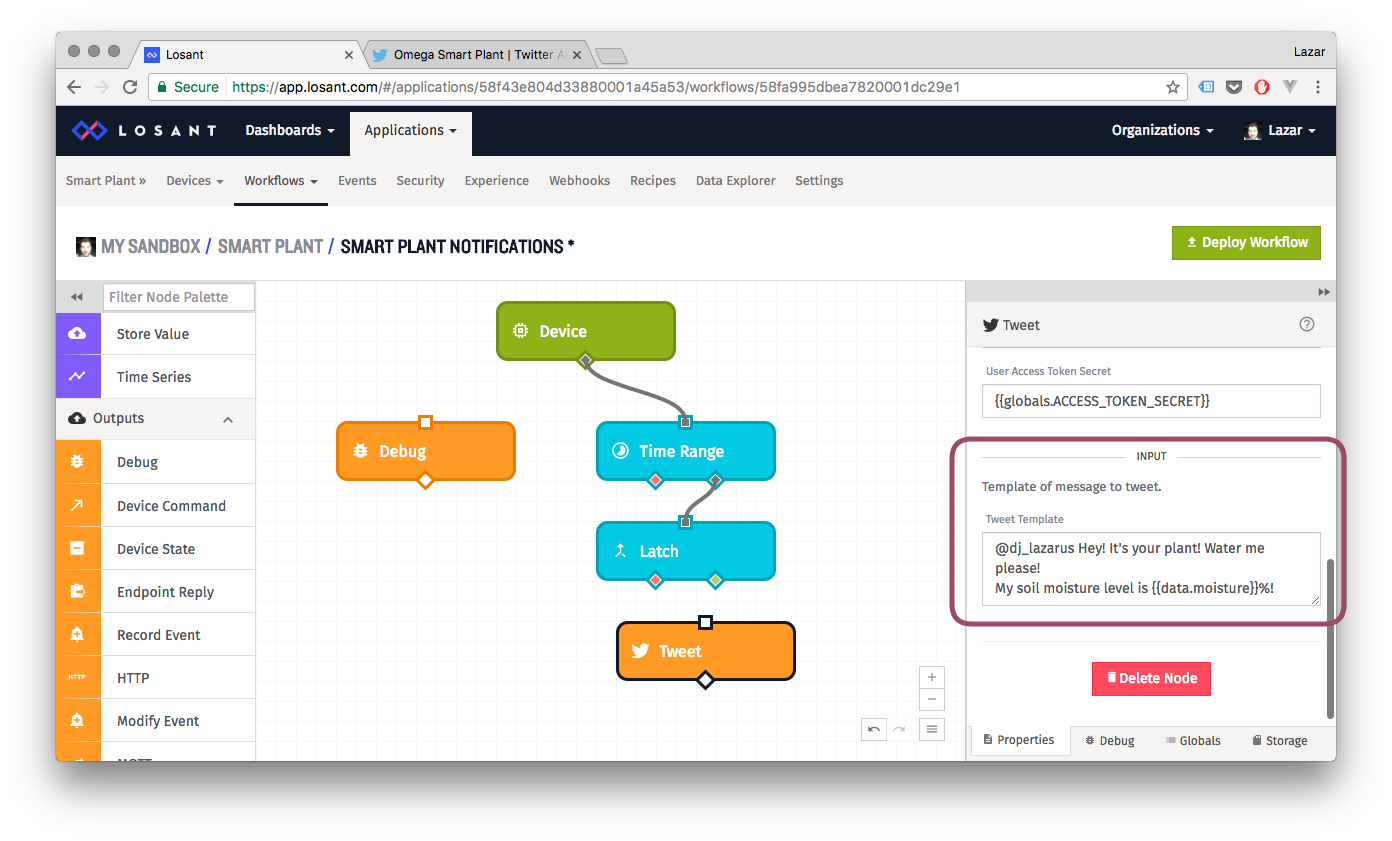 Losant
Omega Smart Plant | Twitter A
Lazar
Secure
https://app.losant.com/#/applications/58f43e804d33880001a45a53/workflows/58fa995dbea7820001dc29e1
LOSANT
Dashboards
Applications
Organizations
Lazar
Smart Plant »
Devices
Workflows
Events
Security
Experience
Webhooks
Recipes
Data Explorer
Settings
MY SANDBOX / SMART PLANT / SMART PLANT NOTIFICATIONS *
Deploy Workflow
Filter Node Palette
Store Value
Time Series
Outputs
Debug
Device Command
Device State
Endpoint Reply
Record Event
HTTP
HTTP
Modify Event
Device
Debug
Time Range
Latch
Tweet
Tweet
User Access Token Secret
{{globals.ACCESS_TOKEN_SECRET}}
INPUT
Template of message to tweet.
Tweet Template
@dj_lazarus Hey! It's your plant! Water me
please!
My soil moisture level is {{data.moisture}}%!
Delete Node
Properties
Debug
Globals
Storage